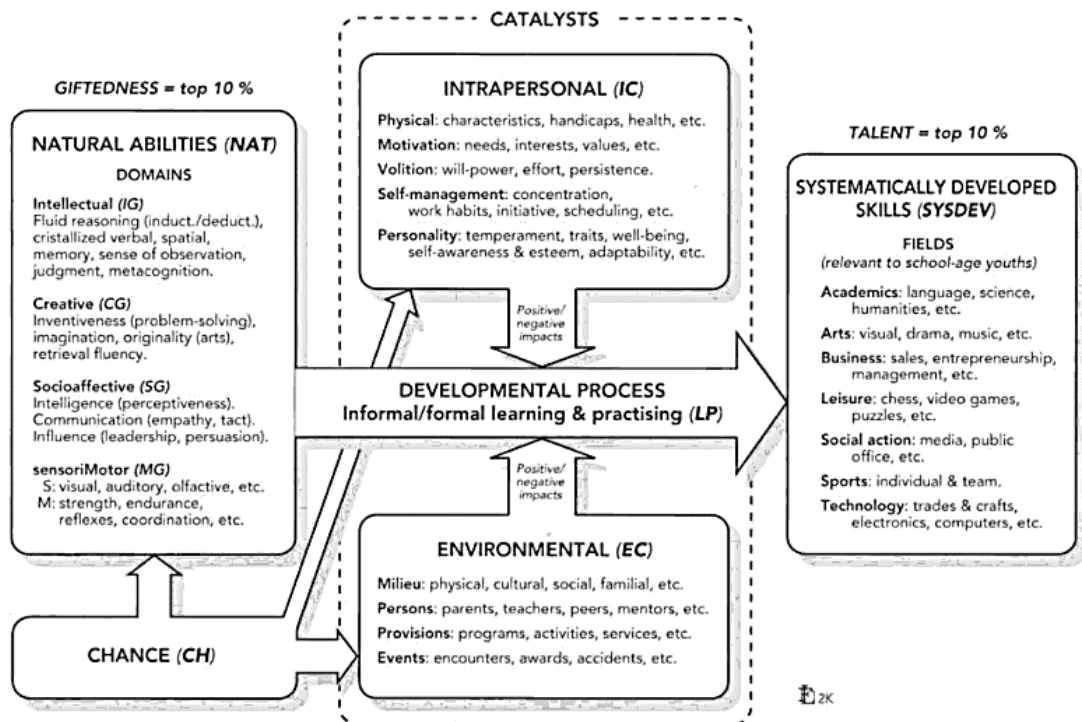 CATALYSTS
GIFTEDNESS = top 10 %
NATURAL ABILITIES (NAT)
DOMAINS
Intellectual (IG)
Fluid reasoning (induct./deduct.),
cristallized verbal, spatial,
memory, sense of observation,
judgment, metacognition.
Creative (CG)
Inventiveness (problem-solving),
imagination, originality (arts),
retrieval fluency.
Socioaffective (SG)
Intelligence (perceptiveness).
Communication (empathy, tact).
Influence (leadership, persuasion).
sensoriMotor (MG)
S: visual, auditory, olfactive, etc.
M: strength, endurance,
reflexes, coordination, etc.
CHANCE (CH)
INTRAPERSONAL (IC)
Physical: characteristics, handicaps, health, etc.
Motivation: needs, interests, values, etc.
Volition: will-power, effort, persistence.
Self-management: concentration,
work habits, initiative, scheduling, etc.
Personality: temperament, traits, well-being,
self-awareness & esteem, adaptability, etc.
Positive/
negative
impacts
DEVELOPMENTAL PROCESS
Informal/formal learning & practising (LP)
Positive/
negative
impacts
ENVIRONMENTAL (EC)
Milieu: physical, cultural, social, familial, etc.
Persons: parents, teachers, peers, mentors, etc.
Provisions: programs, activities, services, etc.
Events: encounters, awards, accidents, etc.
TALENT = top 10 %
SYSTEMATICALLY DEVELOPED
SKILLS (SYSDEV)
FIELDS
(relevant to school-age youths)
Academics: language, science,
humanities, etc.
Arts: visual, drama, music, etc.
Business: sales, entrepreneurship,
management, etc.
Leisure: chess, video games,
puzzles, etc.
Social action: media, public
office, etc.
Sports: individual & team.
Technology: trades & crafts,
electronics, computers, etc.
2K